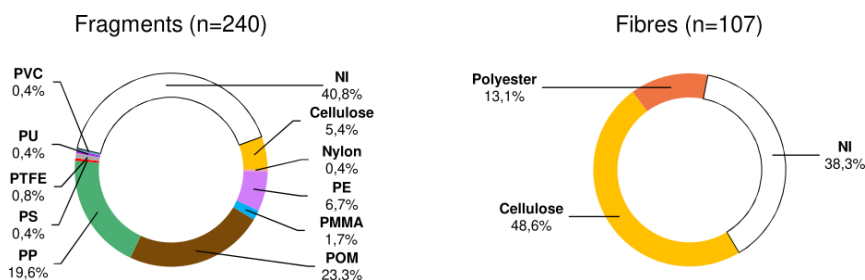 Fragments (n=240)
PVC
0,4%
PU
0,4%
PTFE
0,8%
PS
0,4%
PP
19,6%
NI
40,8%
Cellulose
5,4%
Nylon
0,4%
PE
6,7%
PMMA
1,7%
POM
23.3%
Fibres (n=107)
Polyester
13,1%
Cellulose
48,6%
NI
38,3%